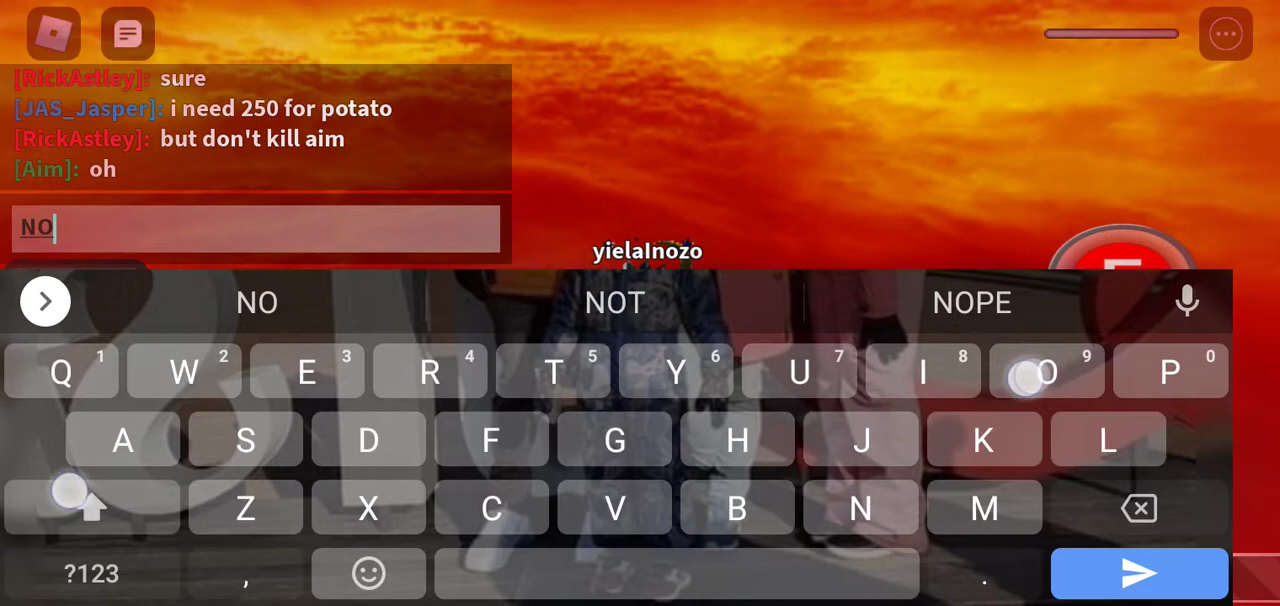 [RickAstley]: sure
[JAS_Jasper]: i need 250 for potato
[RickAstley]: but don't kill aim
[Aim]: oh
NO
yielaInozo
NO NOT NOPE
Q 1 W 2 E 3 R 4 T 5 Y 6 U 7 I 8 O 9 P 0
A S D F G H J K L
Z X C V B N M
?123 , .